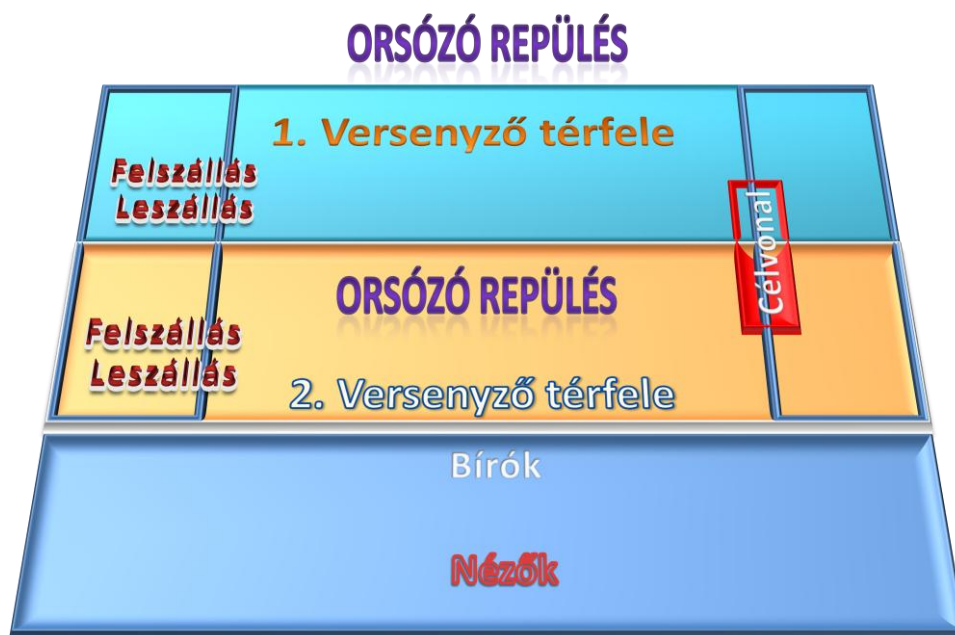 ORSÓZÓ REPÜLÉS
1. Versenyző térfele
Felszállás
Leszállás
Célvonal
ORSÓZÓ REPÜLÉS
Felszállás
Leszállás
2. Versenyző térfele
Bírók
Nézők